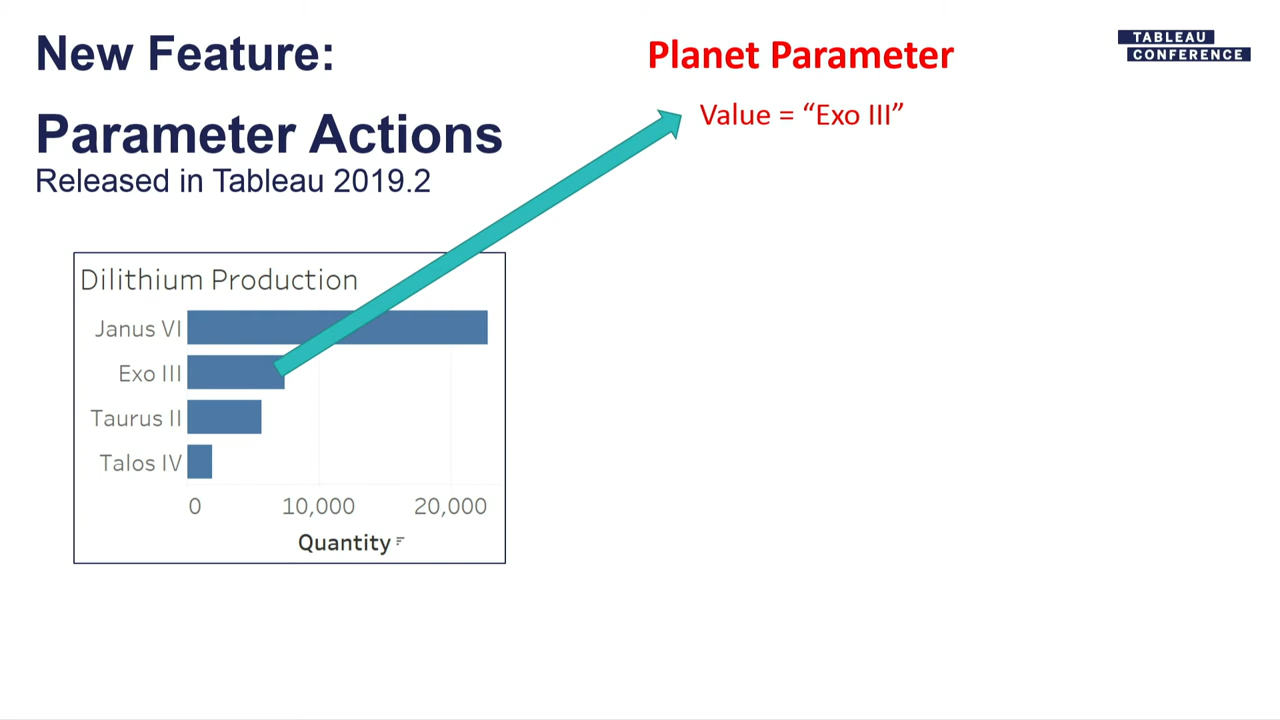 New Feature:
Parameter Actions
Released in Tableau 2019.2
Planet Parameter
Value = “Exo III”
TABLEAU
CONFERENCE
Dilithium Production
Janus VI
Exo III
Taurus II
Talos IV
0 10,000 20,000
Quantity